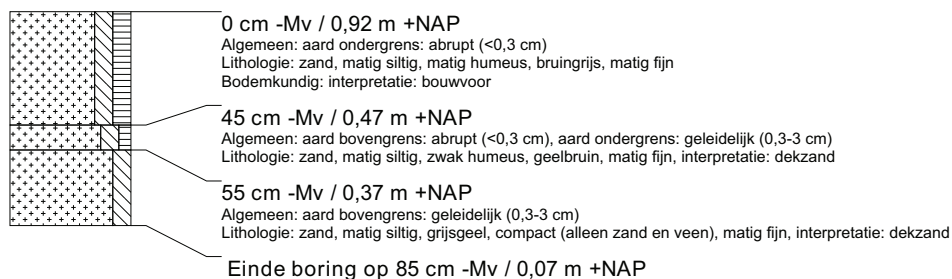 0 cm -Mv / 0,92 m +NAP
Algemeen: aard ondergrens: abrupt (<0,3 cm)
Lithologie: zand, matig siltig, matig humeus, bruingrijs, matig fijn
Bodemkundig: interpretatie: bouwvoor
45 cm -Mv / 0,47 m +NAP
Algemeen: aard bovengrens: abrupt (<0,3 cm), aard ondergrens: geleidelijk (0,3-3 cm)
Lithologie: zand, matig siltig, zwak humeus, geelbruin, matig fijn, interpretatie: dekzand
55 cm -Mv / 0,37 m +NAP
Algemeen: aard bovengrens: geleidelijk (0,3-3 cm)
Lithologie: zand, matig siltig, grijsgeel, compact (alleen zand en veen), matig fijn, interpretatie: dekzand
Einde boring op 85 cm -Mv / 0,07 m +NAP